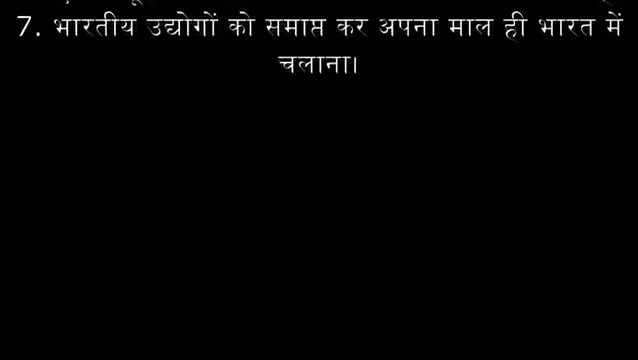 7. भारतीय उद्योगों को समाप्त कर अपना माल ही भारत में
चलाना।